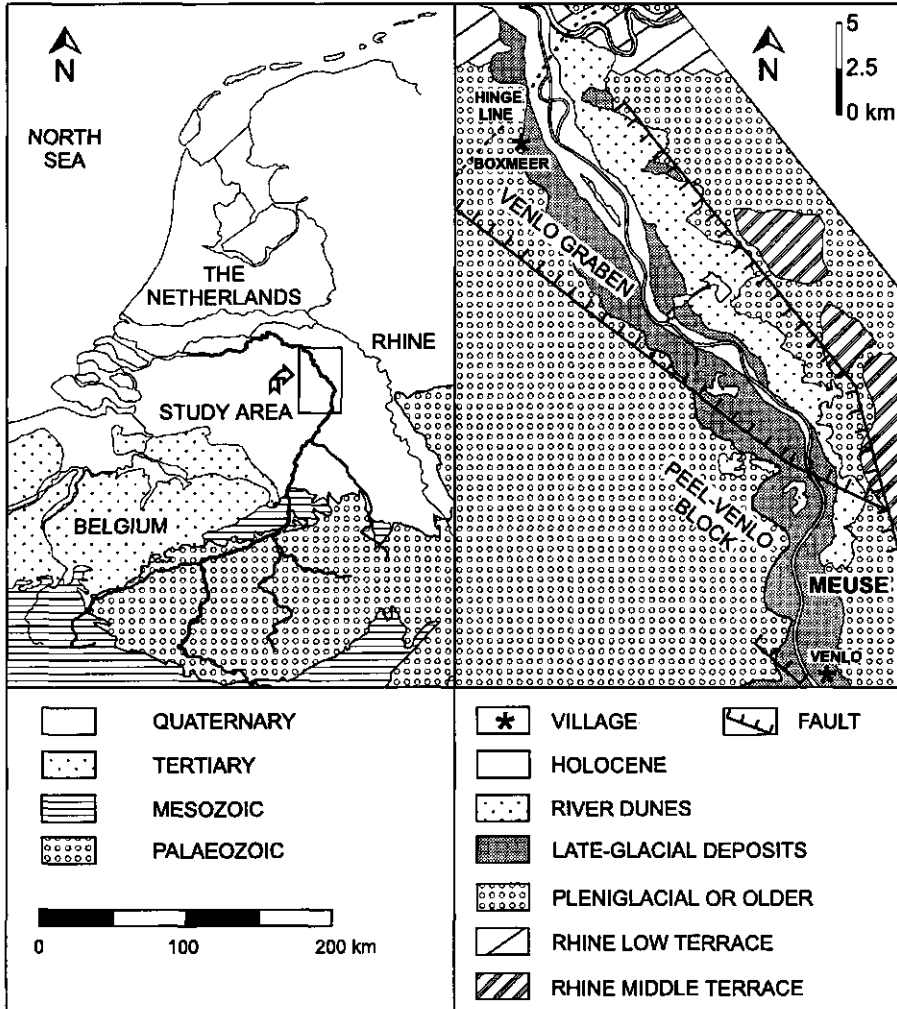 N
NORTH
SEA
THE
NETHERLANDS
RHINE
STUDY AREA
BELGIUM
QUATERNARY
TERTIARY
MESOZOIC
PALAEOZOIC
0 100 200 km
N
5
2.5
0 km
HINGE
LINE
BOXMEER
VENLO GRABEN
PEEL-VENLO
BLOCK
MEUSE
VENLO
VILLAGE
FAULT
HOLOCENE
RIVER DUNES
LATE-GLACIAL DEPOSITS
PLENIGLACIAL OR OLDER
RHINE LOW TERRACE
RHINE MIDDLE TERRACE